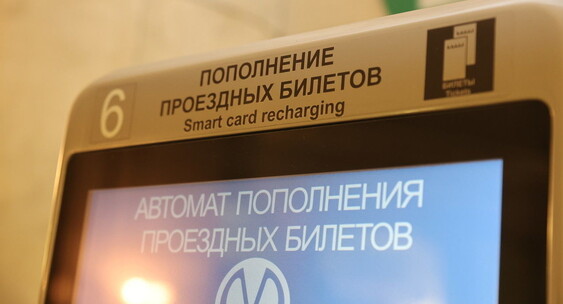 6
ПОПОЛНЕНИЕ
ПРОЕЗДНЫХ БИЛЕТОВ
Smart card recharging
БИЛЕТЫ
Tickets
АВТОМАТ ПОПОЛНЕНИЯ
ПРОЕЗДНЫХ БИЛЕТОВ